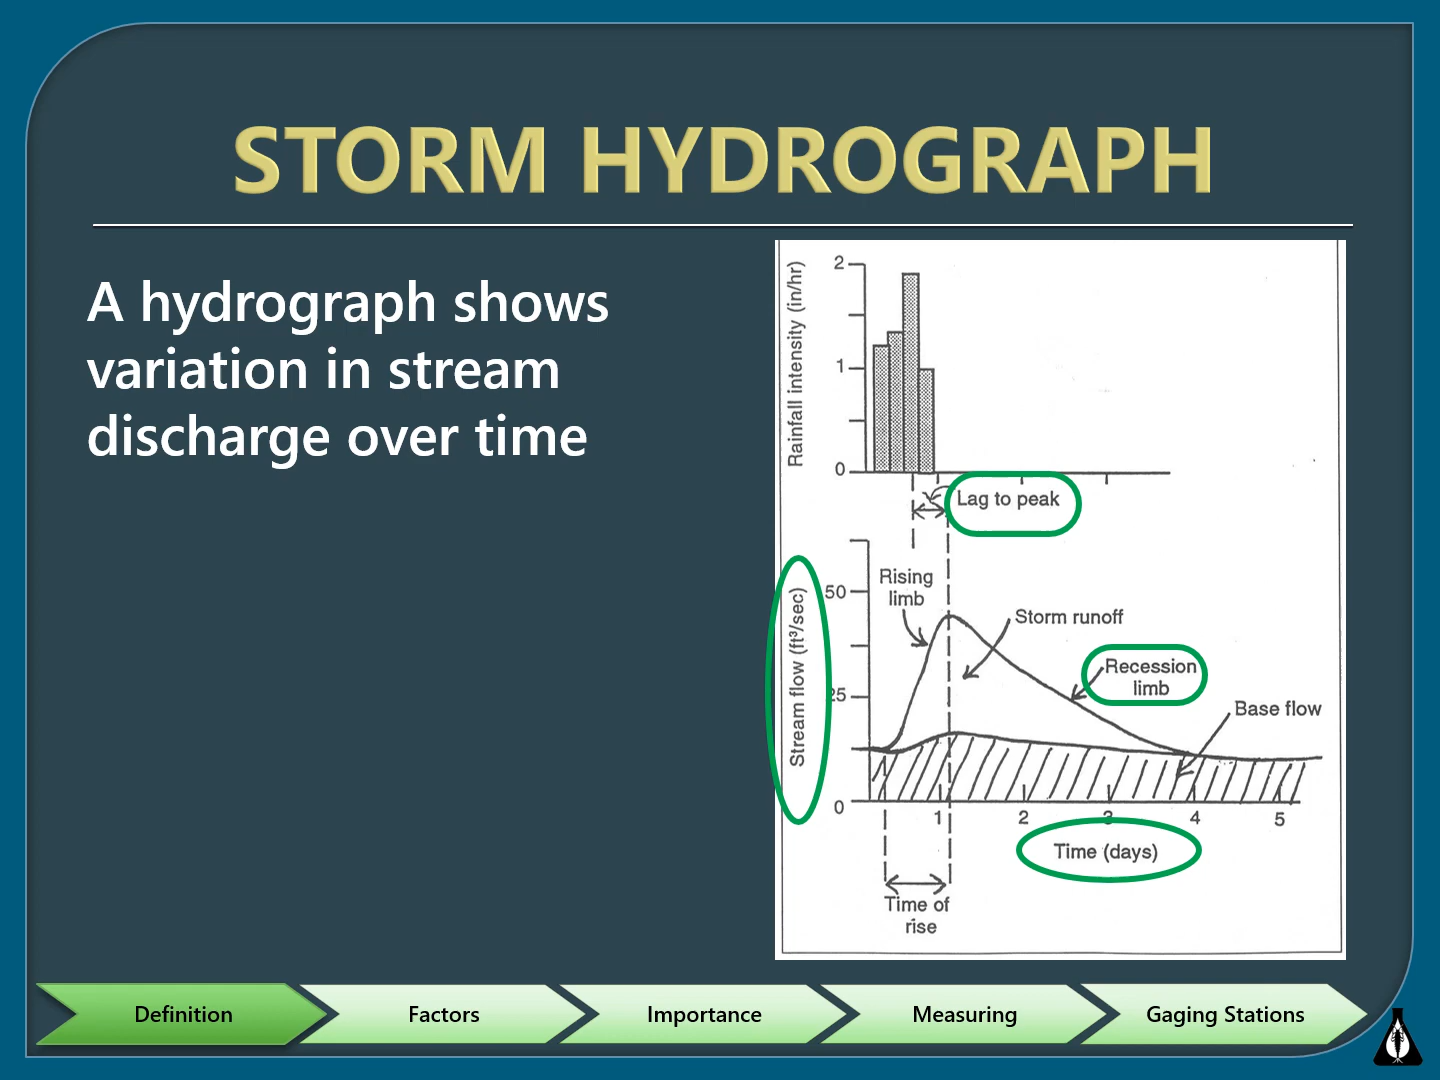 STORM HYDROGRAPH
A hydrograph shows
variation in stream
discharge over time
Rainfall intensity (in/hr)
2
1
0
Lag to peak
Stream flow (ft³/sec)
50
25
0
Rising
limb
Storm runoff
Recession
limb
Base flow
1 2 3 4 5
Time (days)
Time of
rise
Definition
Factors
Importance
Measuring
Gaging Stations